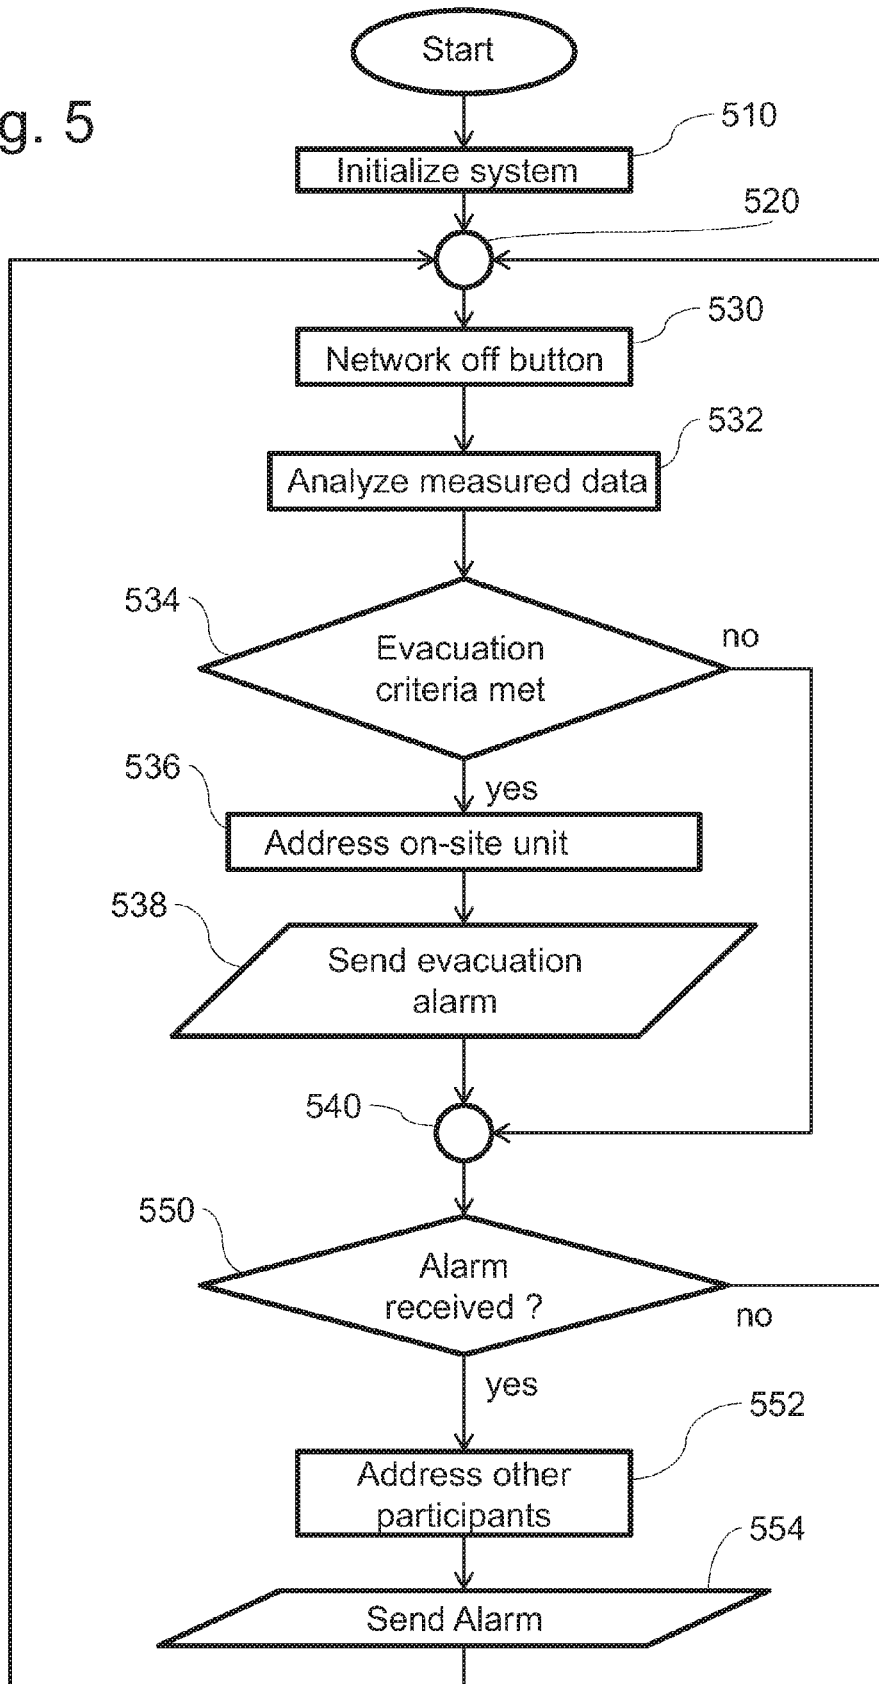 Start
g. 5
510
Initialize system
520
530
Network off button
532
Analyze measured data
534
Evacuation
criteria met
no
536
yes
Address on-site unit
538
Send evacuation
alarm
540
550
Alarm
received ?
no
yes
552
Address other
participants
554
Send Alarm